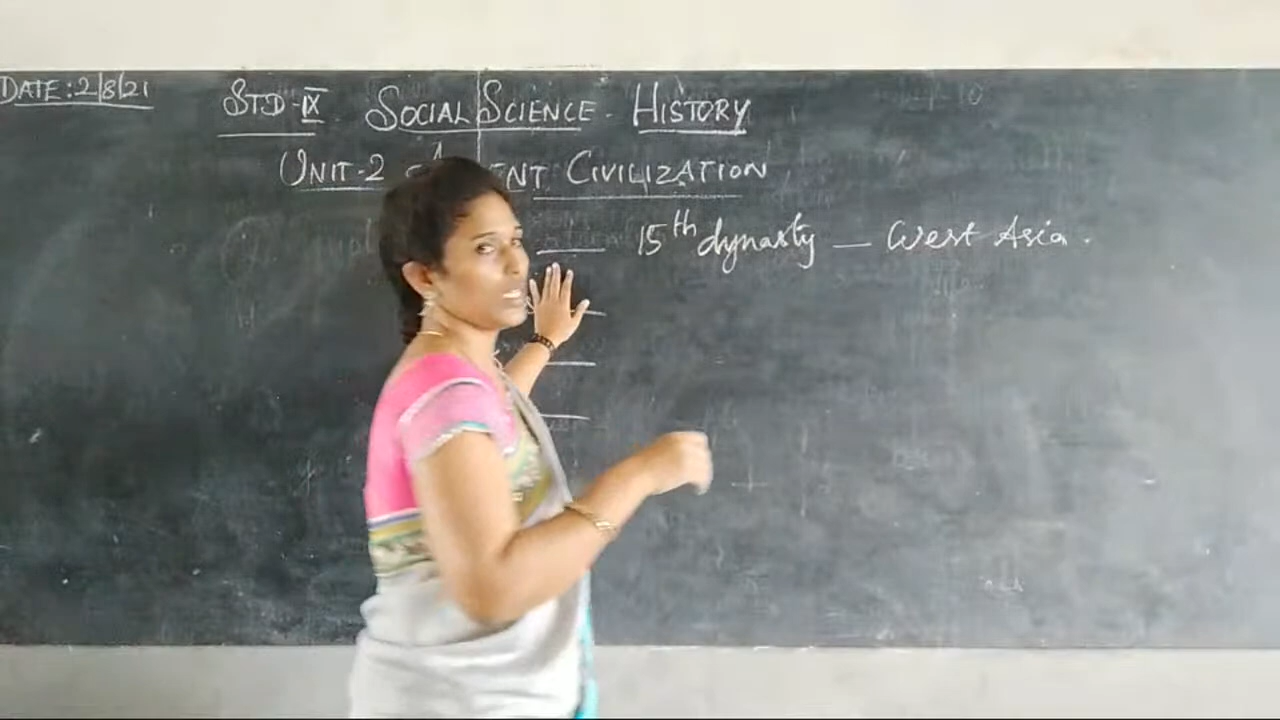 DATE: 2/8/21
STD-IX SOCIAL SCIENCE - HISTORY
UNIT-2 CIVILIZATION
15th dynasty — West Asia.